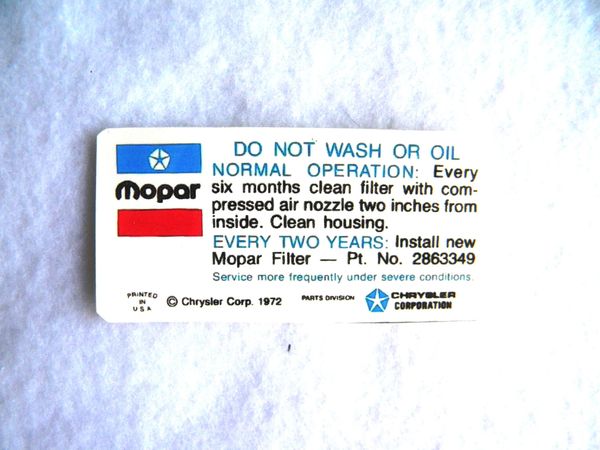 DO NOT WASH OR OIL
NORMAL OPERATION: Every
six months clean filter with com-
pressed air nozzle two inches from
inside. Clean housing.
EVERY TWO YEARS: Install new
Mopar Filter — Pt. No. 2863349
Service more frequently under severe conditions.
Mopar
PRINTED
IN
USA
© Chrysler Corp. 1972
PARTS DIVISION
CHRYSLER
CORPORATION